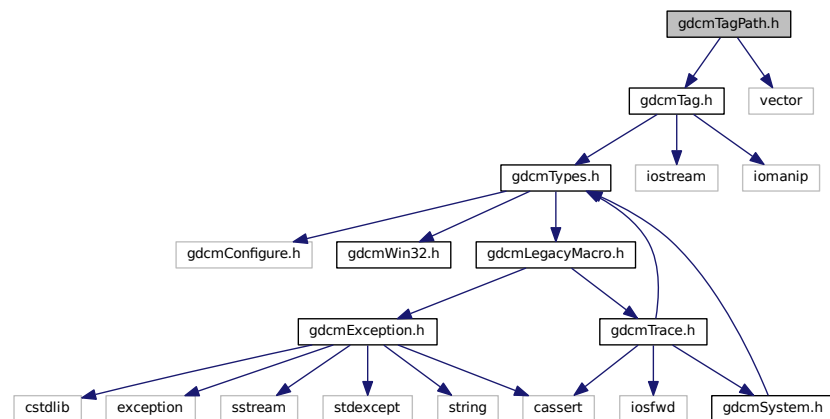 gdcmTagPath.h
gdcmTag.h
vector
gdcmTypes.h
iostream
iomanip
gdcmConfigure.h
gdcmWin32.h
gdcmLegacyMacro.h
gdcmException.h
gdcmTrace.h
cstdlib
exception
sstream
stdexcept
string
cassert
iosfwd
gdcmSystem.h